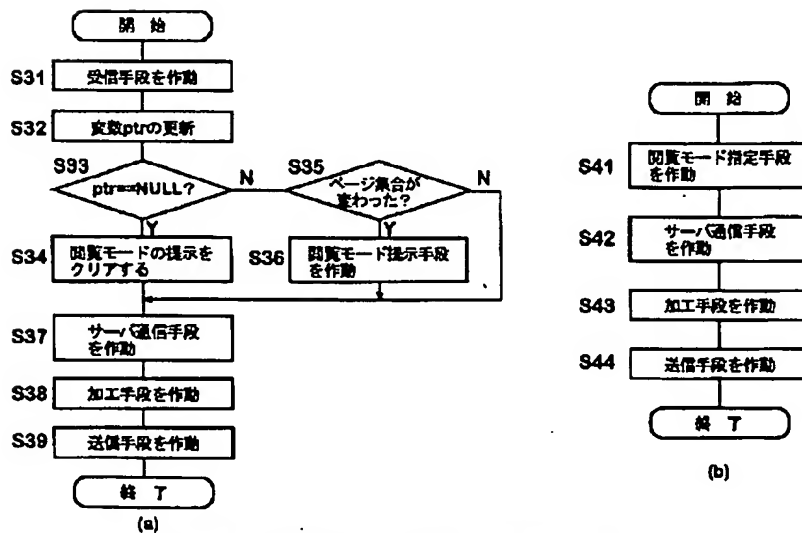 開 始
S31
受信手段を作動
S32
変数ptrの更新
S33
ptr==NULL?
N
Y
S35
ページ集合が
変わった?
N
Y
S34
閲覧モードの提示を
クリアする
S36
閲覧モード提示手段
を作動
S37
サーバ通信手段
を作動
S38
加工手段を作動
S39
送信手段を作動
終 了
(a)
開 始
S41
閲覧モード指定手段
を作動
S42
サーバ通信手段
を作動
S43
加工手段を作動
S44
送信手段を作動
終 了
(b)